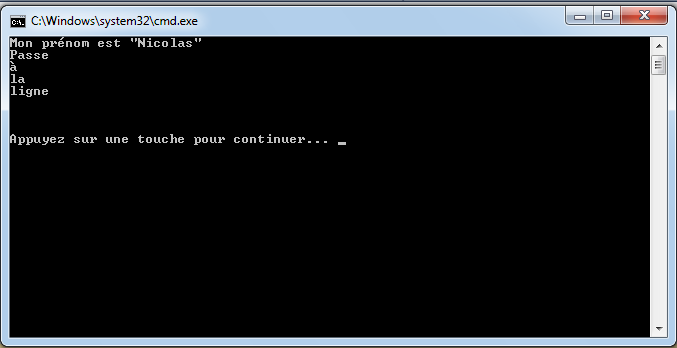 C:\Windows\system32\cmd.exe
Mon prénom est "Nicolas"
Passe
à
la
ligne
Appuyez sur une touche pour continuer...